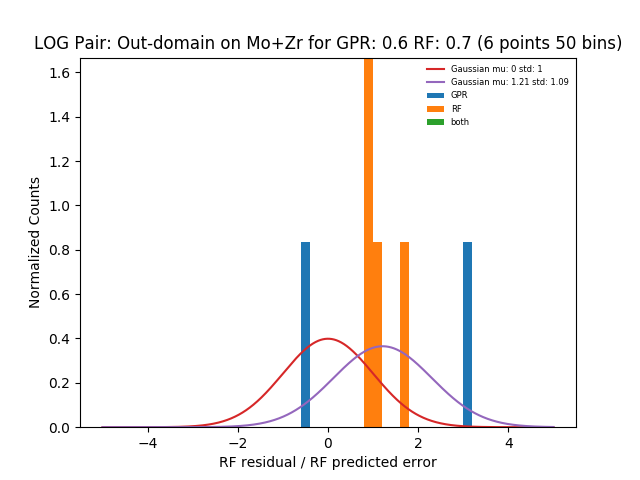 LOG Pair: Out-domain on Mo+Zr for GPR: 0.6 RF: 0.7 (6 points 50 bins)
Gaussian mu: 0 std: 1
Gaussian mu: 1.21 std: 1.09
GPR
RF
both
Normalized Counts
1.6
1.4
1.2
1.0
0.8
0.6
0.4
0.2
0.0
−4 −2 0 2 4
RF residual / RF predicted error